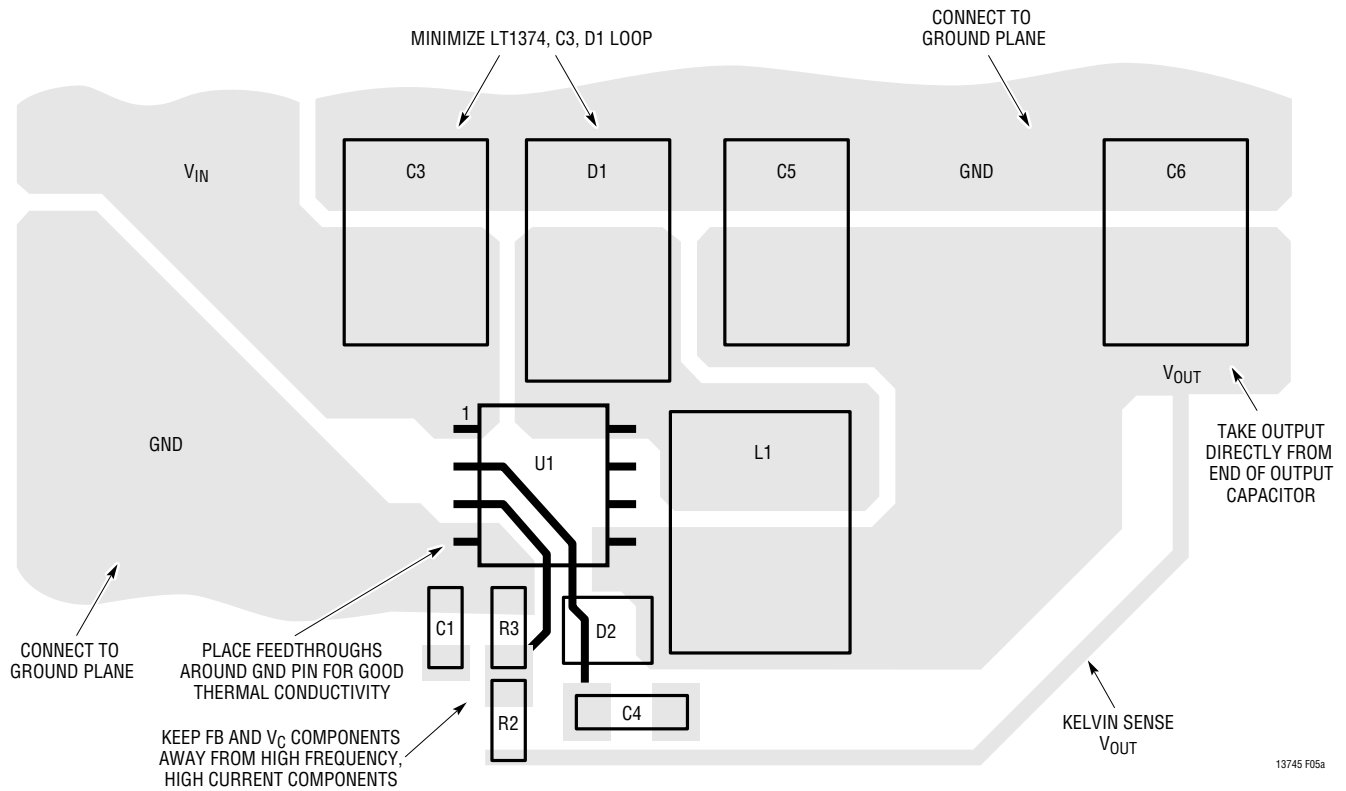 MINIMIZE LT1374, C3, D1 LOOP
CONNECT TO
GROUND PLANE
VIN
C3
D1
C5
GND
C6
VOUT
1
U1
L1
GND
TAKE OUTPUT
DIRECTLY FROM
END OF OUTPUT
CAPACITOR
C1
R3
D2
CONNECT TO
GROUND PLANE
PLACE FEEDTHROUGHS
AROUND GND PIN FOR GOOD
THERMAL CONDUCTIVITY
R2
C4
KEEP FB AND VC COMPONENTS
AWAY FROM HIGH FREQUENCY,
HIGH CURRENT COMPONENTS
KELVIN SENSE
VOUT
13745 F05a